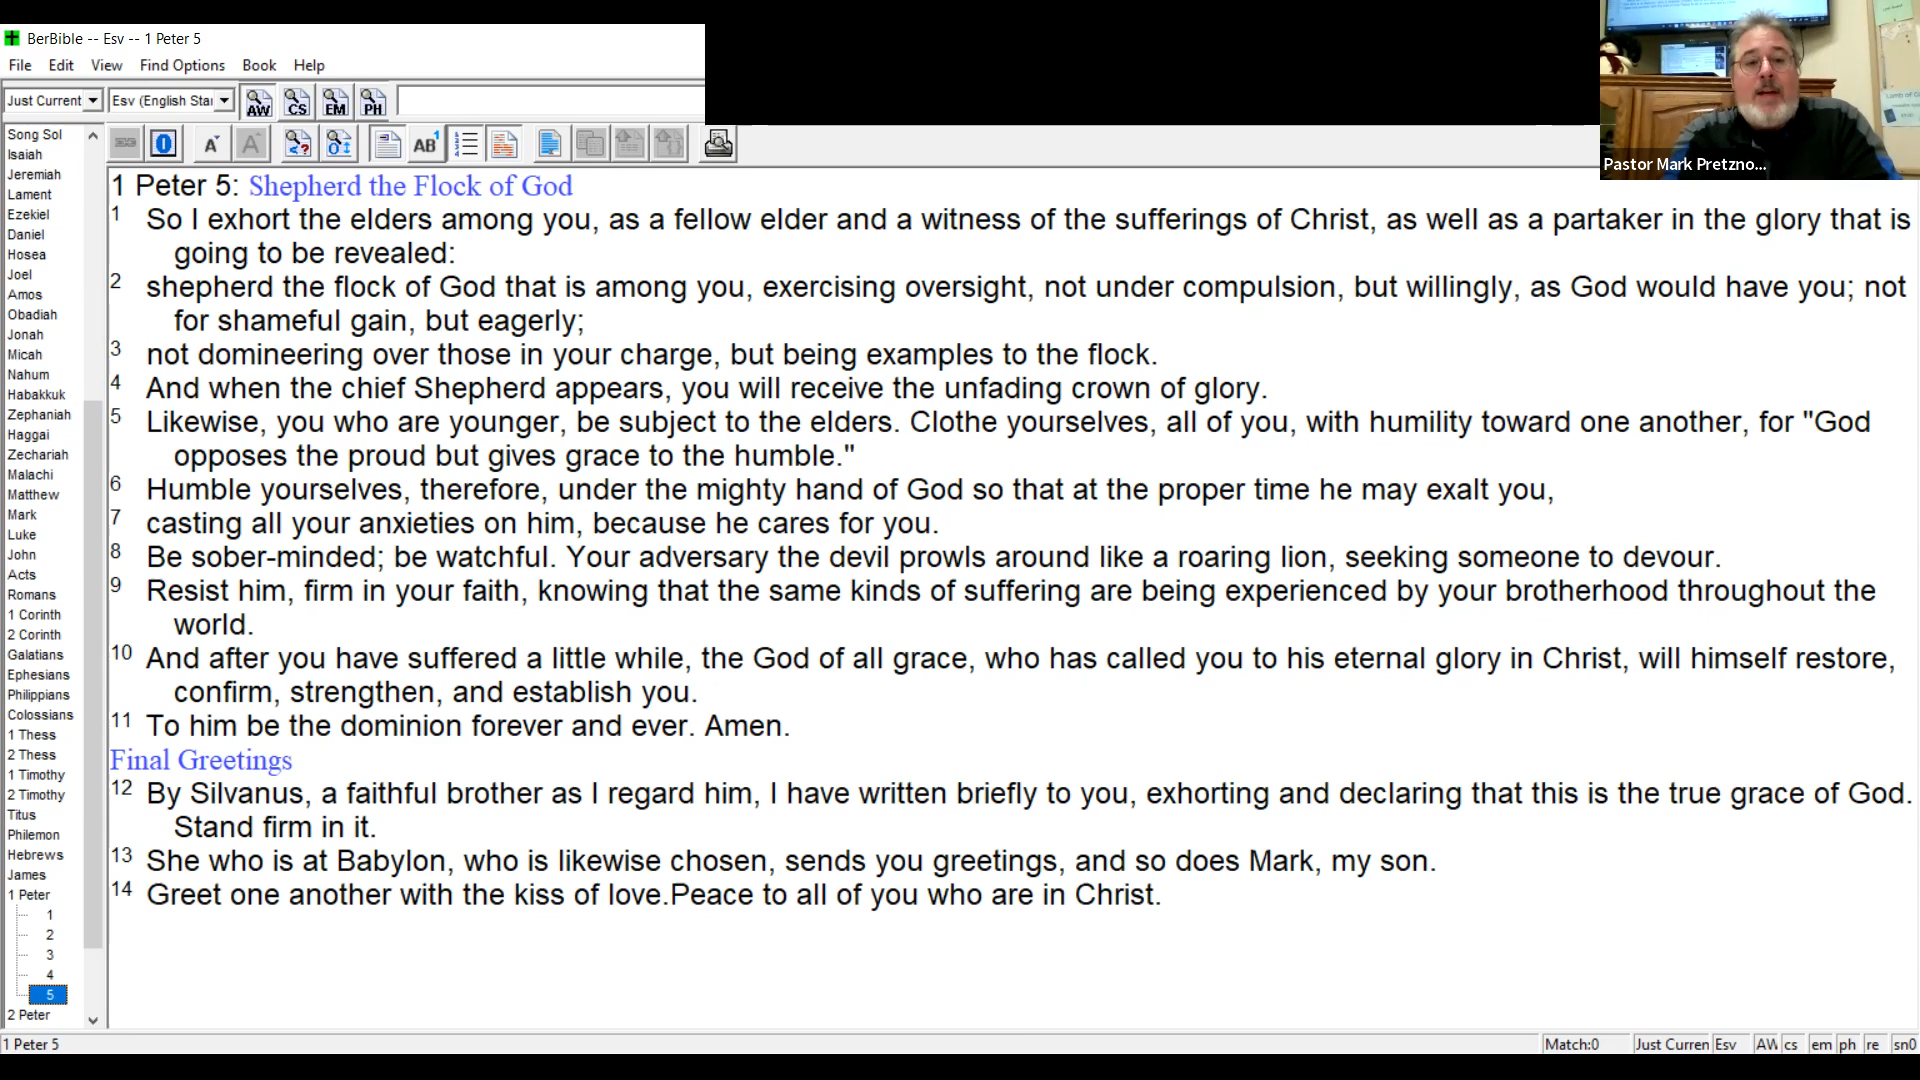 BerBible -- Esv -- 1 Peter 5
File Edit View Find Options Book Help
Just Current Esv (English Star AW CS EM PH
Pastor Mark Pretzno...
1 Peter 5: Shepherd the Flock of God
1 So I exhort the elders among you, as a fellow elder and a witness of the sufferings of Christ, as well as a partaker in the glory that is
going to be revealed:
2 shepherd the flock of God that is among you, exercising oversight, not under compulsion, but willingly, as God would have you; not
for shameful gain, but eagerly;
3 not domineering over those in your charge, but being examples to the flock.
4 And when the chief Shepherd appears, you will receive the unfading crown of glory.
5 Likewise, you who are younger, be subject to the elders. Clothe yourselves, all of you, with humility toward one another, for "God
opposes the proud but gives grace to the humble."
6 Humble yourselves, therefore, under the mighty hand of God so that at the proper time he may exalt you,
7 casting all your anxieties on him, because he cares for you.
8 Be sober-minded; be watchful. Your adversary the devil prowls around like a roaring lion, seeking someone to devour.
9 Resist him, firm in your faith, knowing that the same kinds of suffering are being experienced by your brotherhood throughout the
world.
10 And after you have suffered a little while, the God of all grace, who has called you to his eternal glory in Christ, will himself restore,
confirm, strengthen, and establish you.
11 To him be the dominion forever and ever. Amen.
Final Greetings
12 By Silvanus, a faithful brother as I regard him, I have written briefly to you, exhorting and declaring that this is the true grace of God.
Stand firm in it.
13 She who is at Babylon, who is likewise chosen, sends you greetings, and so does Mark, my son.
14 Greet one another with the kiss of love.Peace to all of you who are in Christ.
Song Sol
Isaiah
Jeremiah
Lament
Ezekiel
Daniel
Hosea
Joel
Amos
Obadiah
Jonah
Micah
Nahum
Habakkuk
Zephaniah
Haggai
Zechariah
Malachi
Matthew
Mark
Luke
John
Acts
Romans
1 Corinth
2 Corinth
Galatians
Ephesians
Philippians
Colossians
1 Thess
2 Thess
1 Timothy
2 Timothy
Titus
Philemon
Hebrews
James
1 Peter
1
2
3
4
5
2 Peter
1 Peter 5 Match:0 Just Curren Esv AW cs em ph re sn0